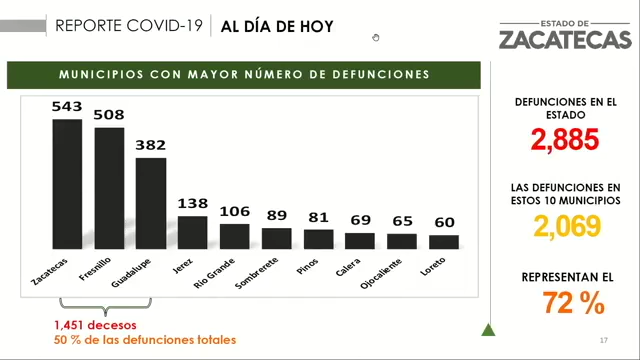 REPORTE COVID-19 AL DÍA DE HOY
ESTADO DE
ZACATECAS
MUNICIPIOS CON MAYOR NÚMERO DE DEFUNCIONES
543 508 382 138 106 89 81 69 65 60
Zacatecas Fresnillo Guadalupe Jerez Rio Grande Sombrerete Pinos Calera Ojocaliente Loreto
1,451 decesos
50 % de las defunciones totales
DEFUNCIONES EN EL
ESTADO
2,885
LAS DEFUNCIONES EN
ESTOS 10 MUNICIPIOS
2,069
REPRESENTAN EL
72 %
17